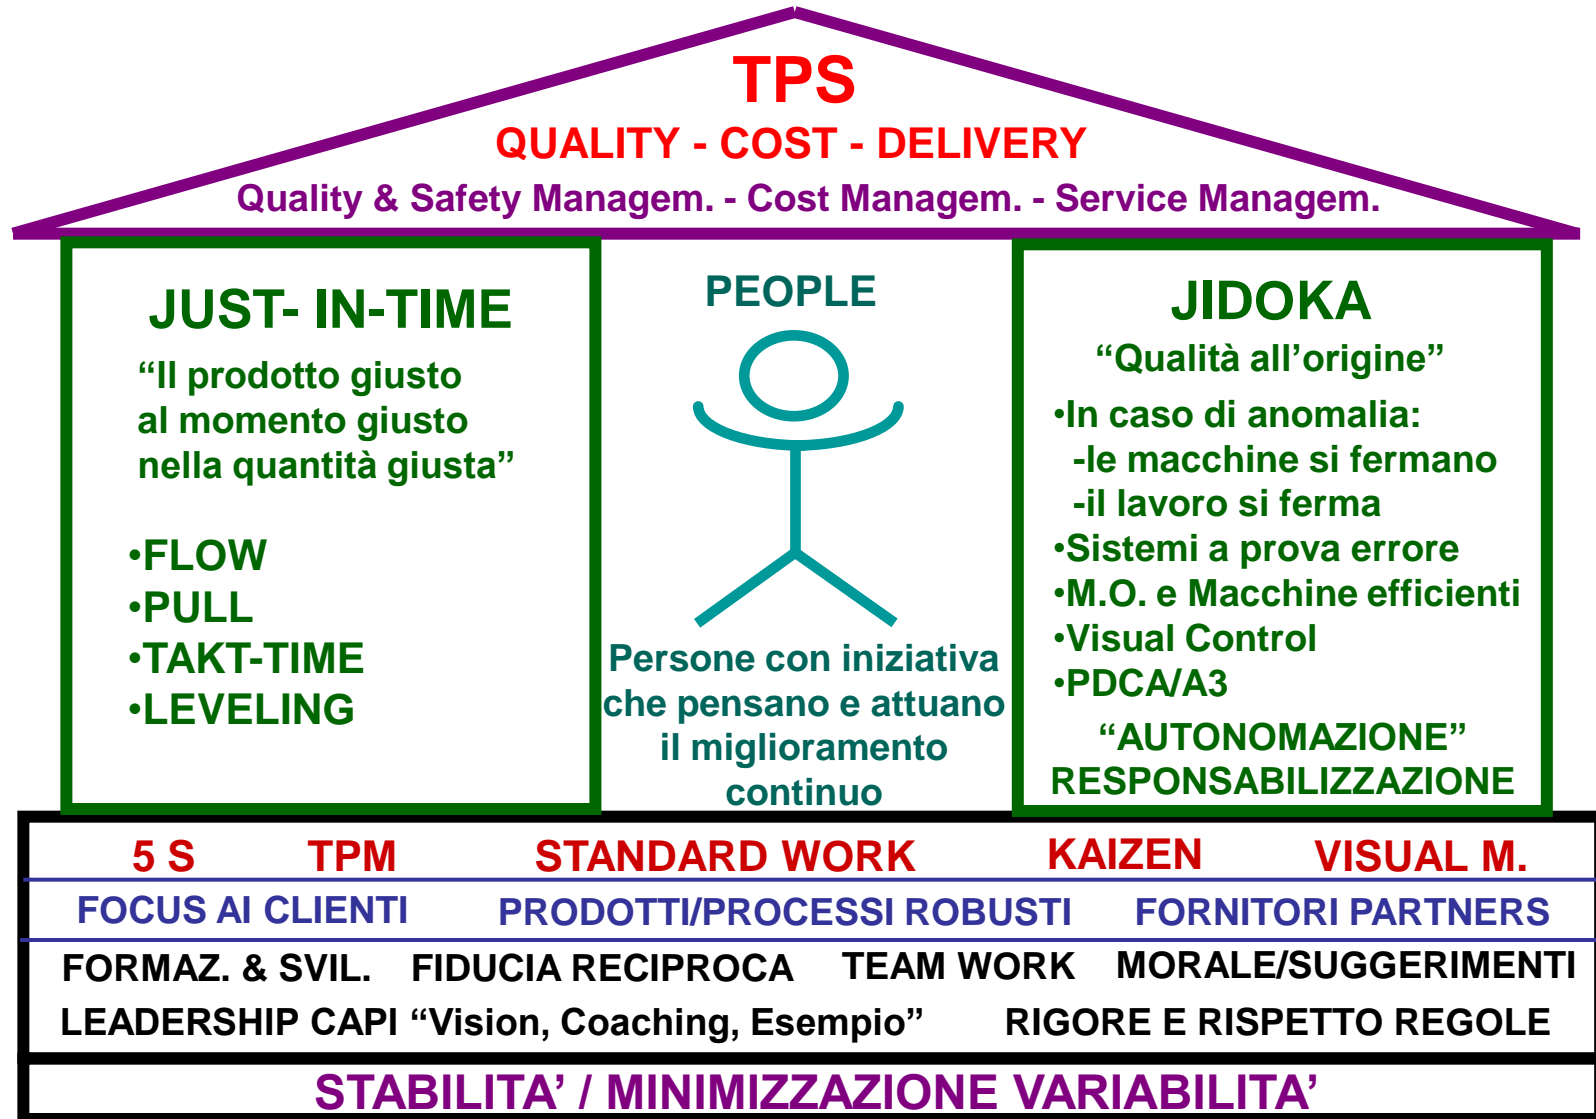 TPS
QUALITY - COST - DELIVERY
Quality & Safety Managem. - Cost Managem. - Service Managem.
JUST- IN-TIME
“Il prodotto giusto
al momento giusto
nella quantità giusta”
•FLOW
•PULL
•TAKT-TIME
•LEVELING
PEOPLE
Persone con iniziativa
che pensano e attuano
il miglioramento
continuo
JIDOKA
“Qualità all’origine”
•In caso di anomalia:
-le macchine si fermano
-il lavoro si ferma
•Sistemi a prova errore
•M.O. e Macchine efficienti
•Visual Control
•PDCA/A3
“AUTONOMAZIONE”
RESPONSABILIZZAZIONE
5 S TPM STANDARD WORK KAIZEN VISUAL M.
FOCUS AI CLIENTI PRODOTTI/PROCESSI ROBUSTI FORNITORI PARTNERS
FORMAZ. & SVIL. FIDUCIA RECIPROCA TEAM WORK MORALE/SUGGERIMENTI
LEADERSHIP CAPI “Vision, Coaching, Esempio” RIGORE E RISPETTO REGOLE
STABILITA’ / MINIMIZZAZIONE VARIABILITA’